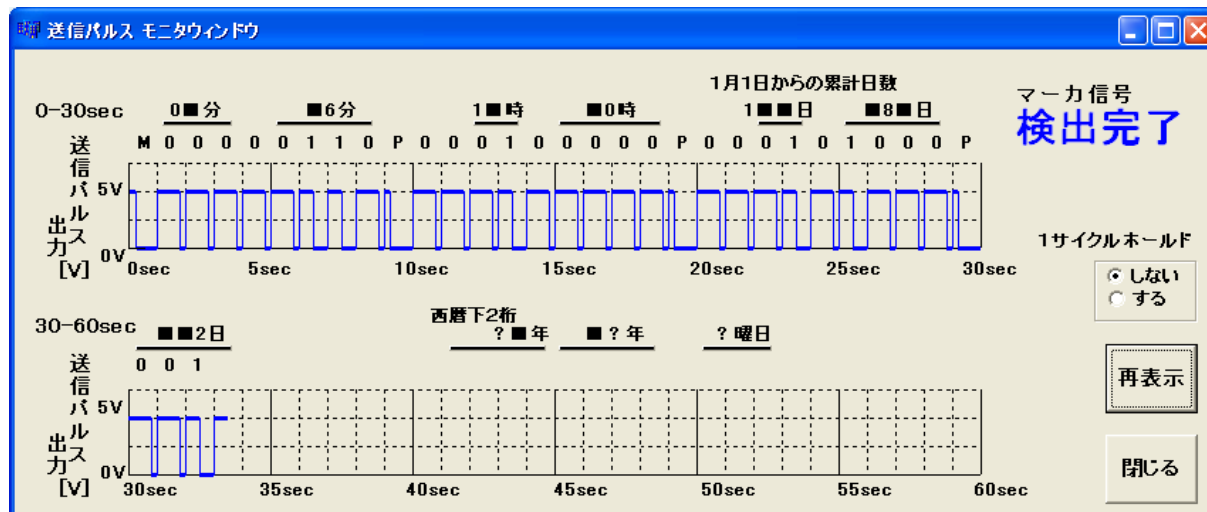 送信パルス モニタウィンドウ
1月1日からの累計日数
マーカ信号
検出完了
0-30sec 0■分 ■6分 1■時 ■0時 1■■日 ■8■日
M 0 0 0 0 0 1 1 0 P 0 0 0 1 0 0 0 0 0 P 0 0 0 1 0 1 0 0 0 P
送信パルス出力[V]
5V
0V
0sec 5sec 10sec 15sec 20sec 25sec 30sec
1サイクルホールド
しない
する
西暦下2桁
30-60sec ■■2日 ?■年 ■?年 ?曜日
0 0 1
送信パルス出力[V]
5V
0V
30sec 35sec 40sec 45sec 50sec 55sec 60sec
再表示
閉じる